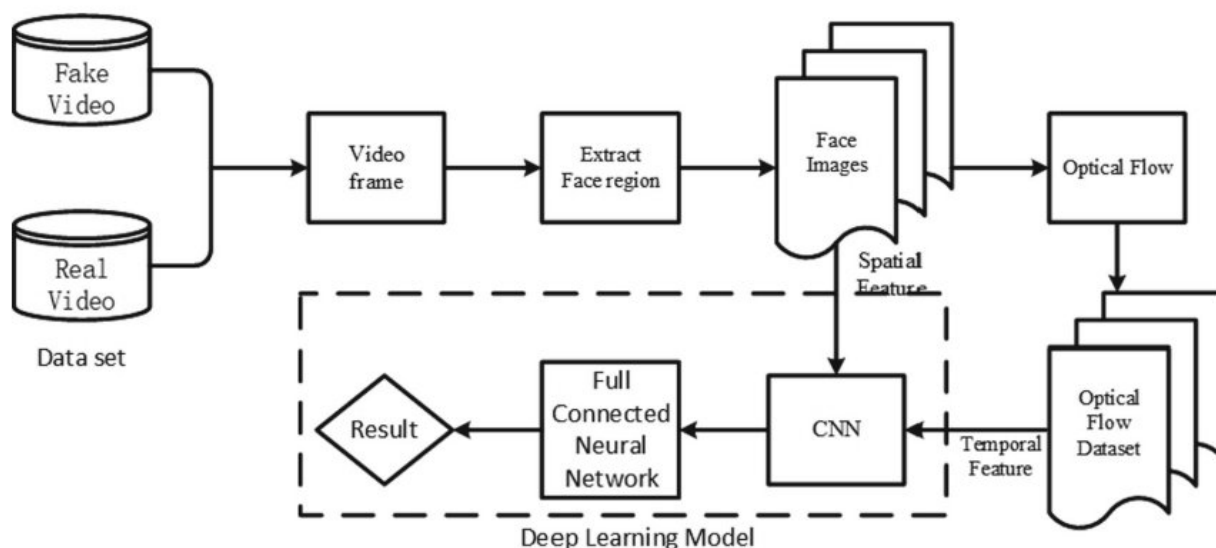 Fake
Video
Real
Video
Data set
Video
frame
Extract
Face region
Face
Images
Optical Flow
Spatial
Feature
Optical
Flow
Dataset
Temporal
Feature
CNN
Full
Connected
Neural
Network
Result
Deep Learning Model